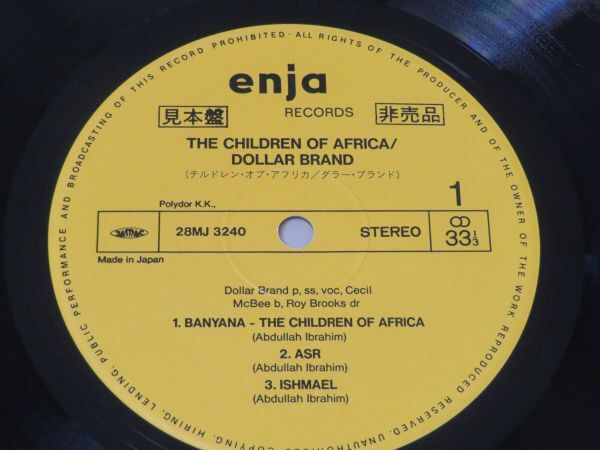 PUBLIC PERFORMANCE AND BROADCASTING OF THIS RECORD PROHIBITED · ALL RIGHTS OF THE PRODUCER AND OF THE OWNER OF THE WORK REPRODUCED RESERVED. UNAUTHORISED COPYING, HIRING, LENDING,
enja
RECORDS
見本盤
非売品
THE CHILDREN OF AFRICA/
DOLLAR BRAND
(チルドレン・オブ・アフリカ/ダラー・ブランド)
1
Polydor K.K.,
JASRAC
28MJ 3240
STEREO
33 1/3
Made in Japan
Dollar Brand p, ss, voc, Cecil
McBee b, Roy Brooks dr
1. BANYANA - THE CHILDREN OF AFRICA
(Abdullah Ibrahim)
2. ASR
(Abdullah Ibrahim)
3. ISHMAEL
(Abdullah Ibrahim)